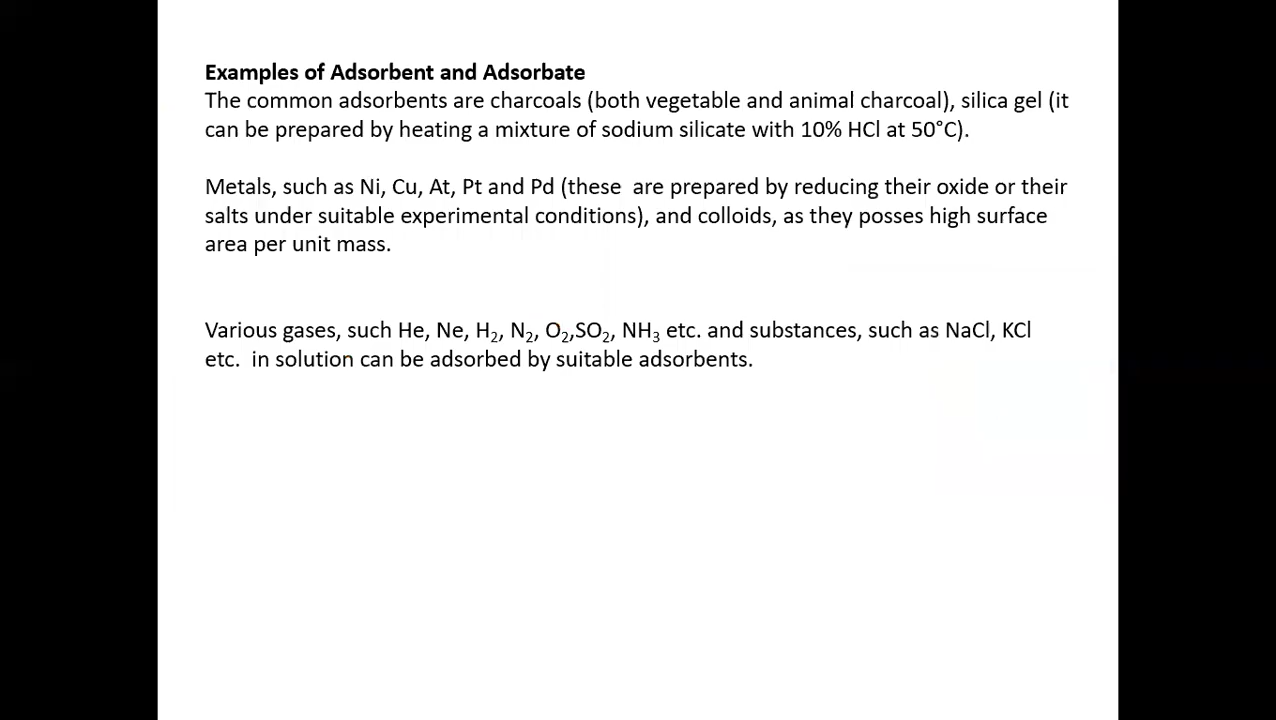 Examples of Adsorbent and Adsorbate
The common adsorbents are charcoals (both vegetable and animal charcoal), silica gel (it
can be prepared by heating a mixture of sodium silicate with 10% HCl at 50°C).
Metals, such as Ni, Cu, At, Pt and Pd (these  are prepared by reducing their oxide or their
salts under suitable experimental conditions), and colloids, as they posses high surface
area per unit mass.
Various gases, such He, Ne, H₂, N₂, O₂,SO₂, NH₃ etc. and substances, such as NaCl, KCl
etc.  in solution can be adsorbed by suitable adsorbents.